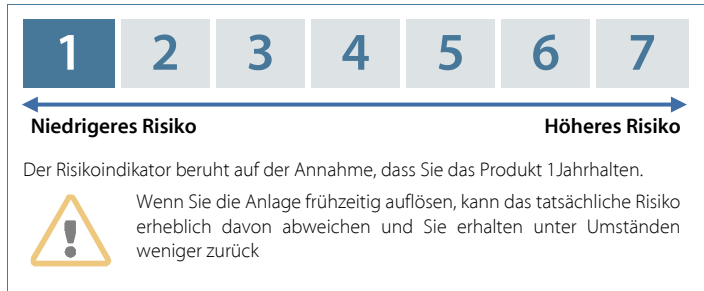 1 2 3 4 5 6 7
Niedrigeres Risiko Höheres Risiko
Der Risikoindikator beruht auf der Annahme, dass Sie das Produkt 1Jahrhalten.
Wenn Sie die Anlage frühzeitig auflösen, kann das tatsächliche Risiko
erheblich davon abweichen und Sie erhalten unter Umständen
weniger zurück